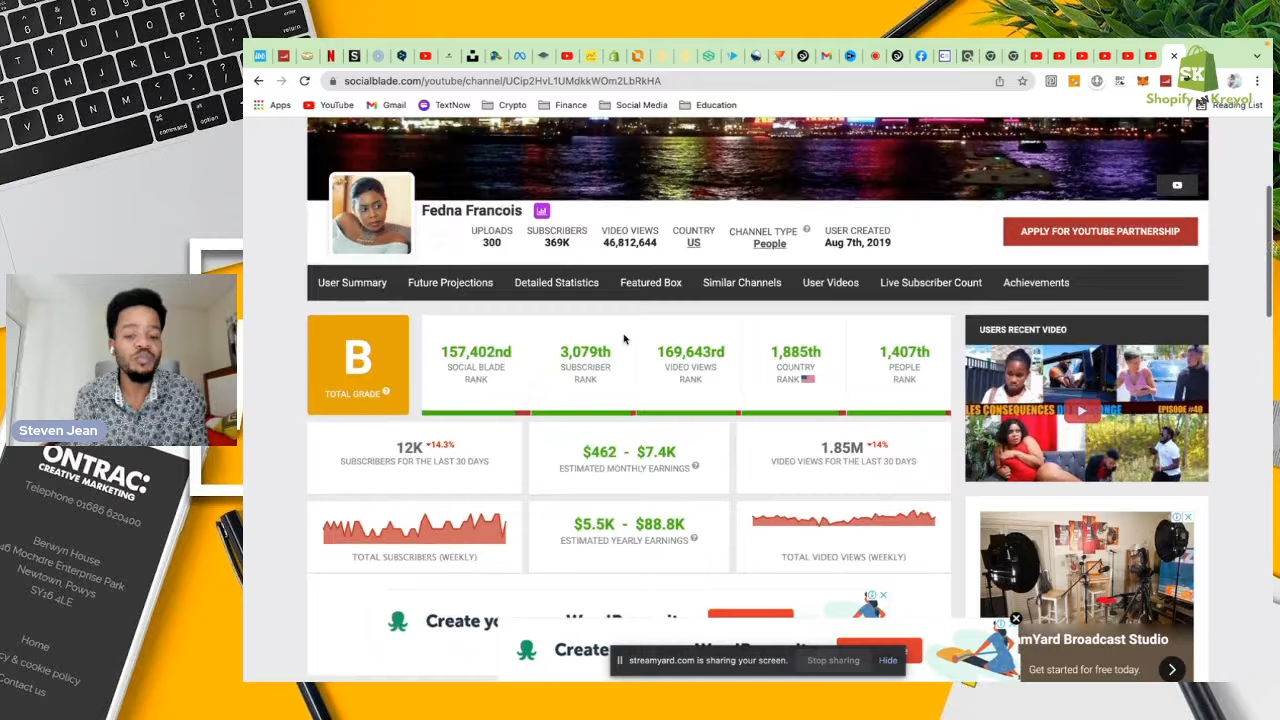 socialblade.com/youtube/channel/UCip2HvL1UMdkkWOm2LbRkHA
Apps
YouTube
Gmail
TextNow
Crypto
Finance
Social Media
Education
Reading List
SK
Shopify Kreyol
Fedna Francois
UPLOADS
300
SUBSCRIBERS
369K
VIDEO VIEWS
46,812,644
COUNTRY
US
CHANNEL TYPE
People
USER CREATED
Aug 7th, 2019
APPLY FOR YOUTUBE PARTNERSHIP
User Summary
Future Projections
Detailed Statistics
Featured Box
Similar Channels
User Videos
Live Subscriber Count
Achievements
B
TOTAL GRADE
157,402nd
SOCIAL BLADE
RANK
3,079th
SUBSCRIBER
RANK
169,643rd
VIDEO VIEWS
RANK
1,885th
COUNTRY
RANK
1,407th
PEOPLE
RANK
USERS RECENT VIDEO
EPISODE #40
12K -14.3%
SUBSCRIBERS FOR THE LAST 30 DAYS
$462 - $7.4K
ESTIMATED MONTHLY EARNINGS
1.85M -14%
VIDEO VIEWS FOR THE LAST 30 DAYS
TOTAL SUBSCRIBERS (WEEKLY)
$5.5K - $88.8K
ESTIMATED YEARLY EARNINGS
TOTAL VIDEO VIEWS (WEEKLY)
Create
Create
streamyard.com is sharing your screen.
Stop sharing
Hide
amYard Broadcast Studio
Get started for free today.
Steven Jean
ONTRAC:
CREATIVE MARKETING
Telephone 01686 620400
Berwyn House
46 Mochdre Enterprise Park
Newtown, Powys
SY16 4LE
Home
cy & cookie policy
Contact us
command
option
return